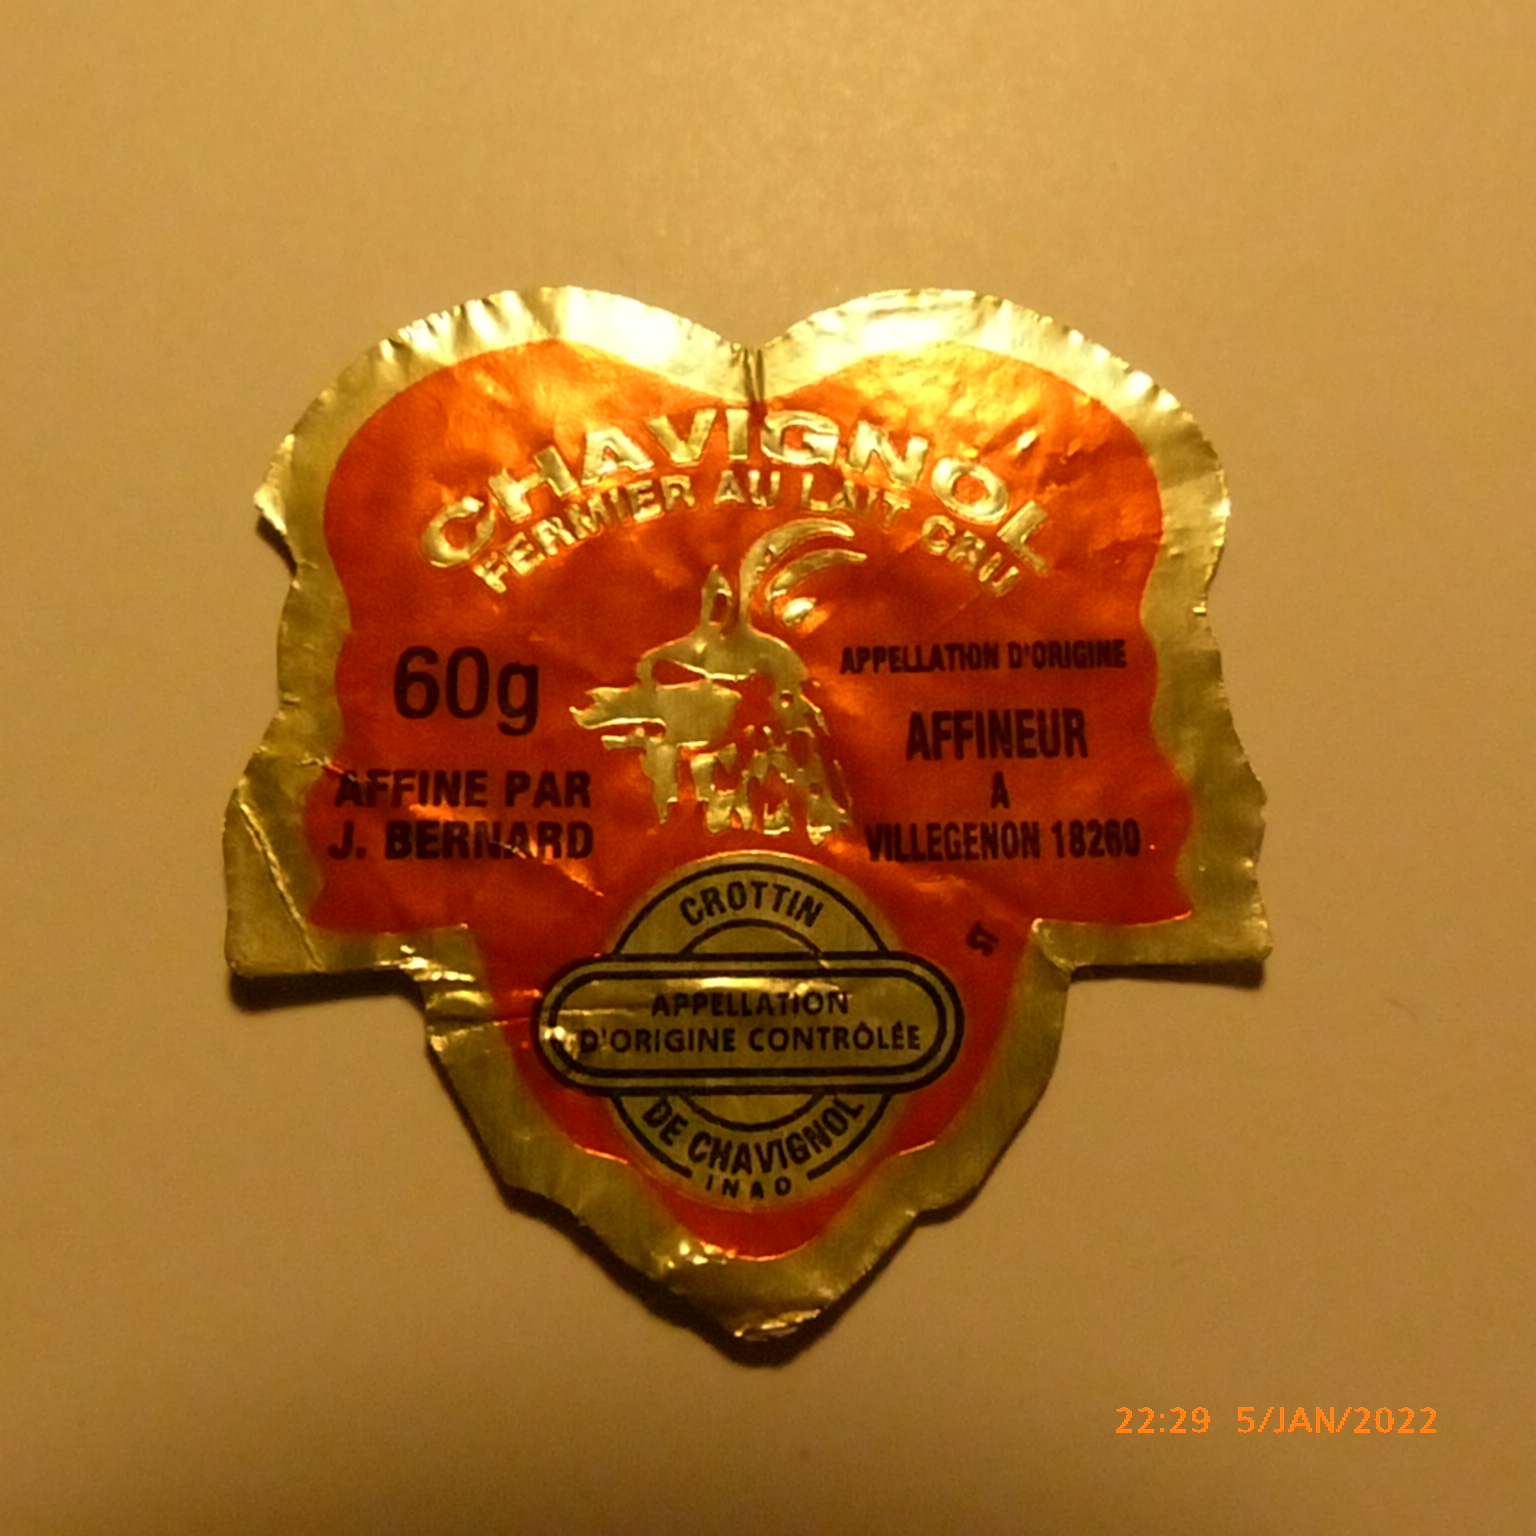 CHAVIGNOL
FERMIER AU LAIT CRU
60g
AFFINE PAR
J. BERNARD
APPELLATION D'ORIGINE
AFFINEUR
A
VILLEGENON 18260
ST
CROTTIN
APPELLATION
D'ORIGINE CONTRÔLÉE
DE CHAVIGNOL
INAO
22:29 5/JAN/2022